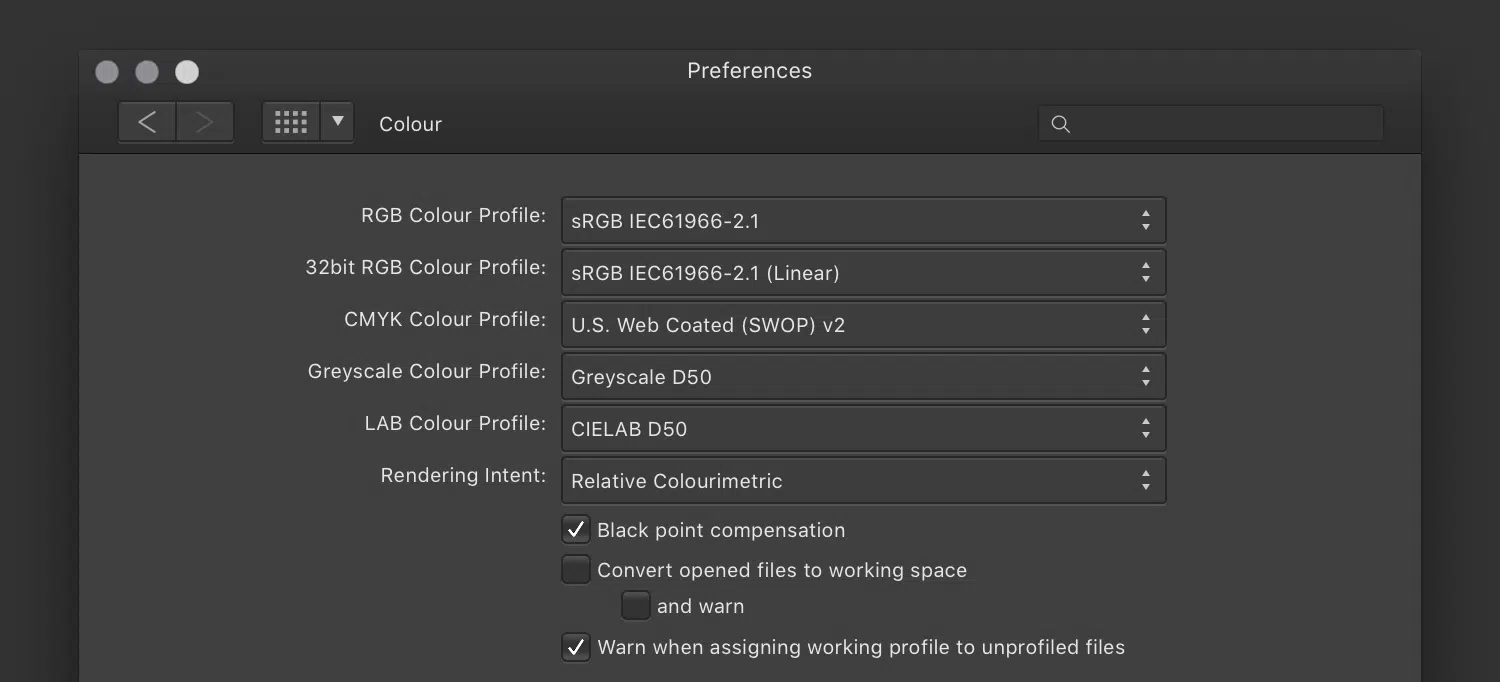 Preferences
Colour
RGB Colour Profile: sRGB IEC61966-2.1
32bit RGB Colour Profile: sRGB IEC61966-2.1 (Linear)
CMYK Colour Profile: U.S. Web Coated (SWOP) v2
Greyscale Colour Profile: Greyscale D50
LAB Colour Profile: CIELAB D50
Rendering Intent: Relative Colourimetric
Black point compensation
Convert opened files to working space
and warn
Warn when assigning working profile to unprofiled files